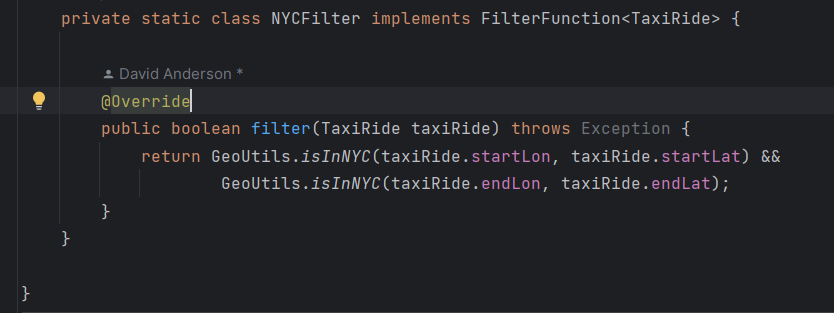 private static class NYCFilter implements FilterFunction<TaxiRide> {
David Anderson *
@Override
public boolean filter(TaxiRide taxiRide) throws Exception {
return GeoUtils.isInNYC(taxiRide.startLon, taxiRide.startLat) &&
GeoUtils.isInNYC(taxiRide.endLon, taxiRide.endLat);
}
}
}